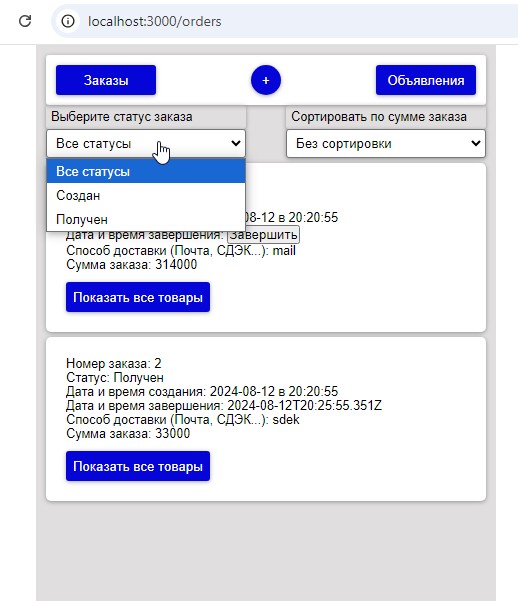 localhost:3000/orders
Заказы
+
Объявления
Выберите статус заказа
Сортировать по сумме заказа
Все статусы
Без сортировки
Все статусы
Создан
Получен
08-12 в 20:20:55
Дата и время завершения: Завершить
Способ доставки (Почта, СДЭК...): mail
Сумма заказа: 314000
Показать все товары
Номер заказа: 2
Статус: Получен
Дата и время создания: 2024-08-12 в 20:20:55
Дата и время завершения: 2024-08-12T20:25:55.351Z
Способ доставки (Почта, СДЭК...): sdek
Сумма заказа: 33000
Показать все товары